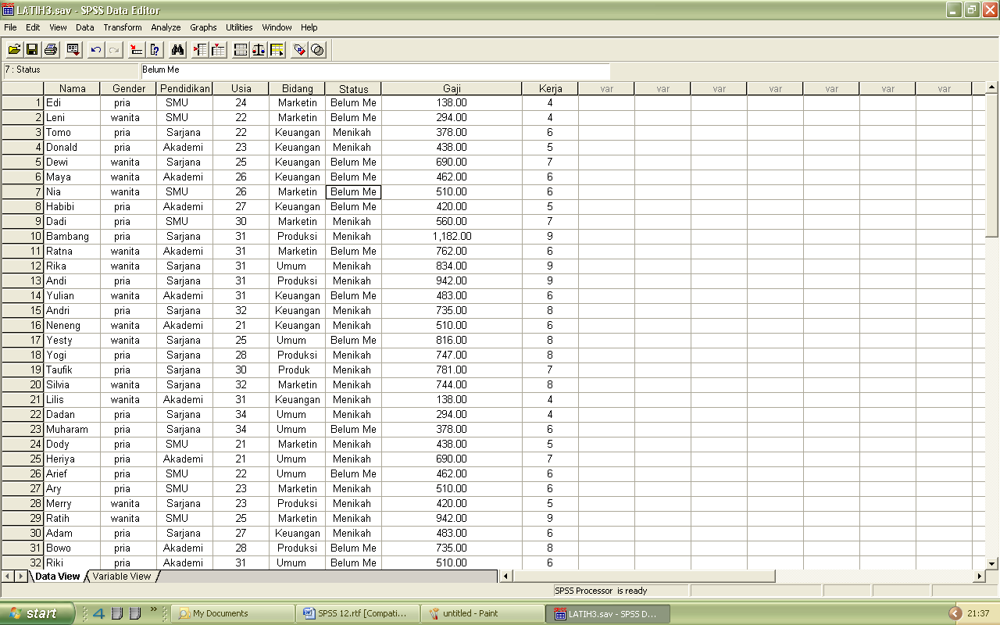 LATIH3.sav - SPSS Data Editor
File Edit View Data Transform Analyze Graphs Utilities Window Help
7 : Status Belum Me
Nama Gender Pendidikan Usia Bidang Status Gaji Kerja var var var var var var var
1 Edi pria SMU 24 Marketin Belum Me 138.00 4
2 Leni wanita SMU 22 Marketin Belum Me 294.00 4
3 Tomo pria Sarjana 22 Keuangan Menikah 378.00 6
4 Donald pria Akademi 23 Keuangan Menikah 438.00 5
5 Dewi wanita Sarjana 25 Keuangan Belum Me 690.00 7
6 Maya wanita Akademi 26 Keuangan Belum Me 462.00 6
7 Nia wanita SMU 26 Marketin Belum Me 510.00 6
8 Habibi pria Akademi 27 Keuangan Belum Me 420.00 5
9 Dadi pria SMU 30 Marketin Menikah 560.00 7
10 Bambang pria Sarjana 31 Produksi Menikah 1,182.00 9
11 Ratna wanita Akademi 31 Marketin Belum Me 762.00 6
12 Rika wanita Sarjana 31 Umum Menikah 834.00 9
13 Andi pria Sarjana 31 Produksi Menikah 942.00 9
14 Yulian wanita Akademi 31 Keuangan Belum Me 483.00 6
15 Andri pria Sarjana 32 Keuangan Menikah 735.00 8
16 Neneng wanita Akademi 21 Keuangan Menikah 510.00 6
17 Yesty wanita Sarjana 25 Umum Belum Me 816.00 8
18 Yogi pria Sarjana 28 Produksi Menikah 747.00 8
19 Taufik pria Sarjana 30 Produk Menikah 781.00 7
20 Silvia wanita Sarjana 32 Marketin Menikah 744.00 8
21 Lilis wanita Akademi 31 Keuangan Menikah 138.00 4
22 Dadan pria Sarjana 34 Umum Menikah 294.00 4
23 Muharam pria Sarjana 34 Umum Belum Me 378.00 6
24 Dody pria SMU 21 Marketin Menikah 438.00 5
25 Heriya pria Akademi 21 Umum Menikah 690.00 7
26 Arief pria SMU 22 Umum Belum Me 462.00 6
27 Ary pria SMU 23 Marketin Menikah 510.00 6
28 Merry wanita Sarjana 23 Produksi Menikah 420.00 5
29 Ratih wanita SMU 25 Marketin Menikah 942.00 9
30 Adam pria Sarjana 27 Keuangan Menikah 483.00 6
31 Bowo pria Akademi 28 Produksi Belum Me 735.00 8
32 Riki pria Akademi 31 Umum Belum Me 510.00 6
Data View Variable View
SPSS Processor is ready
start 4 » My Documents SPSS 12.rtf [Compati... untitled - Paint LATIH3.sav - SPSS D... 21:37